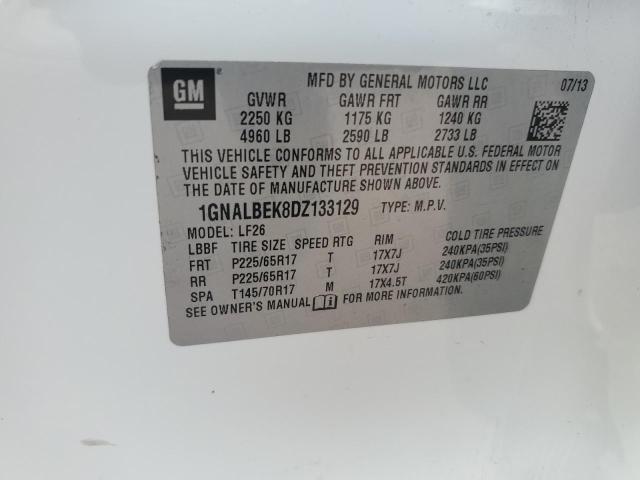 GM
MFD BY GENERAL MOTORS LLC 07/13
GVWR GAWR FRT GAWR RR
2250 KG 1175 KG 1240 KG
4960 LB 2590 LB 2733 LB
THIS VEHICLE CONFORMS TO ALL APPLICABLE U.S. FEDERAL MOTOR
VEHICLE SAFETY AND THEFT PREVENTION STANDARDS IN EFFECT ON
THE DATE OF MANUFACTURE SHOWN ABOVE.
1GNALBEK8DZ133129 TYPE: M.P.V.
MODEL: LF26
LBBF TIRE SIZE SPEED RTG RIM COLD TIRE PRESSURE
FRT P225/65R17 T 17X7J 240KPA(35PSI)
RR P225/65R17 T 17X7J 240KPA(35PSI)
SPA T145/70R17 M 17X4.5T 420KPA(60PSI)
SEE OWNER'S MANUAL FOR MORE INFORMATION.